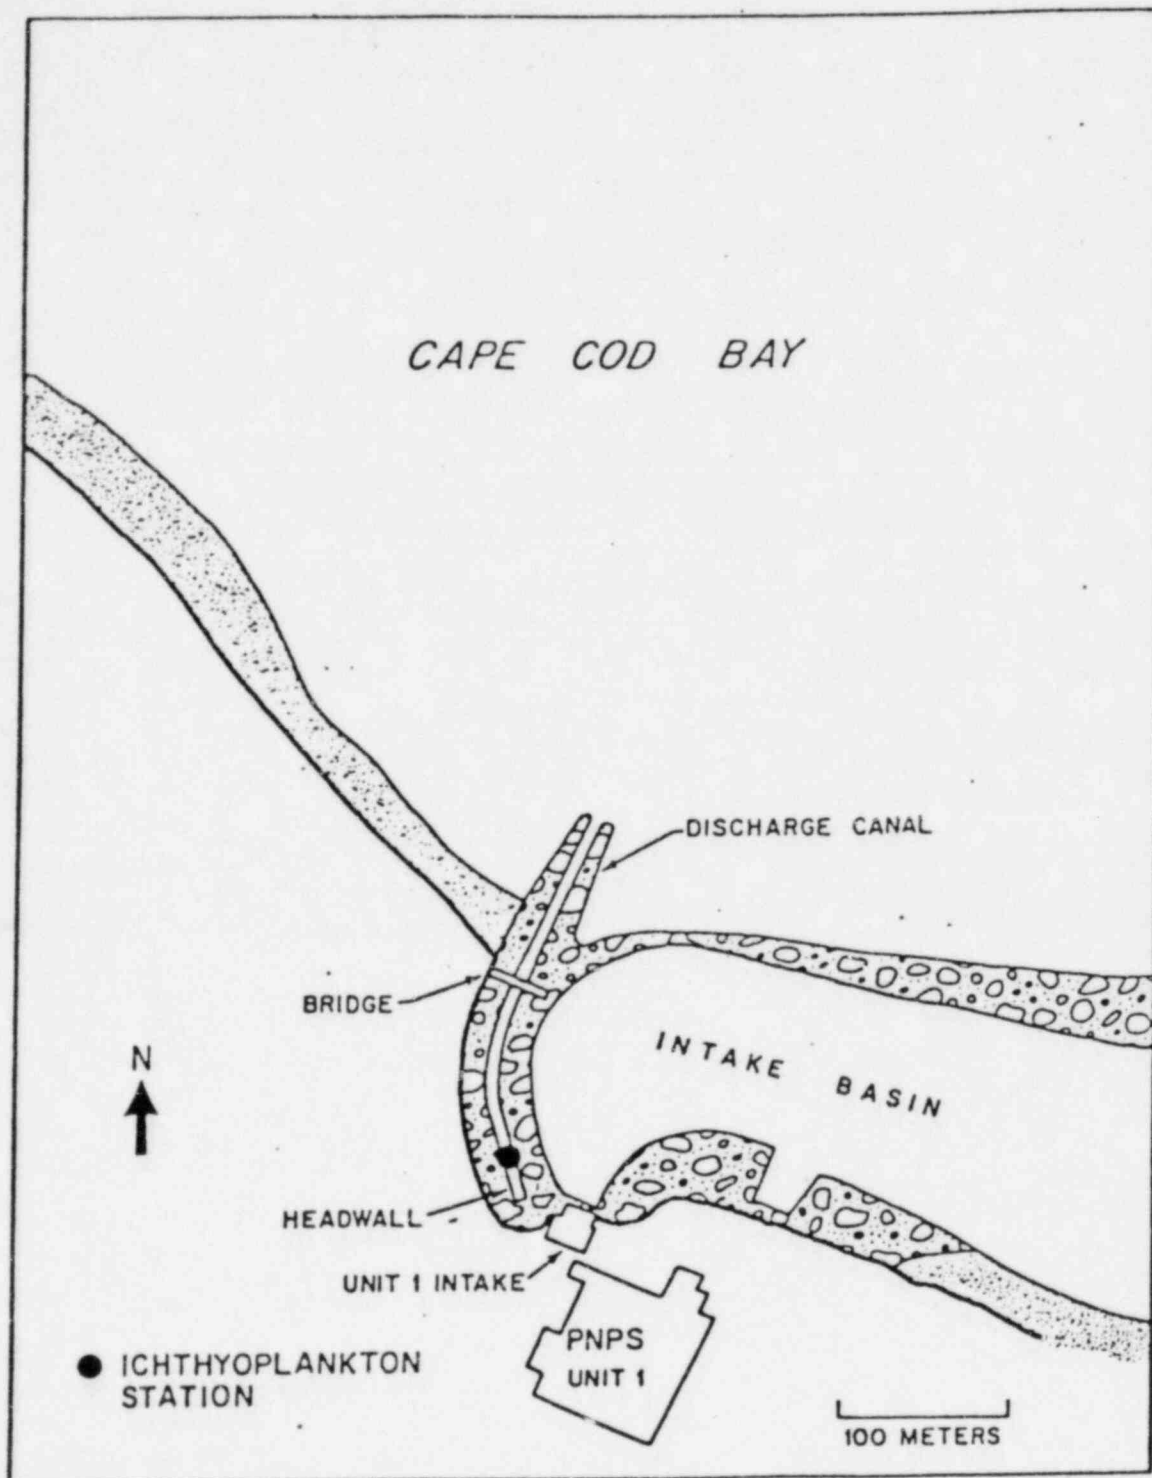 CAPE COD BAY
DISCHARGE CANAL
BRIDGE
INTAKE BASIN
N
HEADWALL
UNIT 1 INTAKE
PNPS
UNIT 1
ICHTHYOPLANKTON
STATION
100 METERS